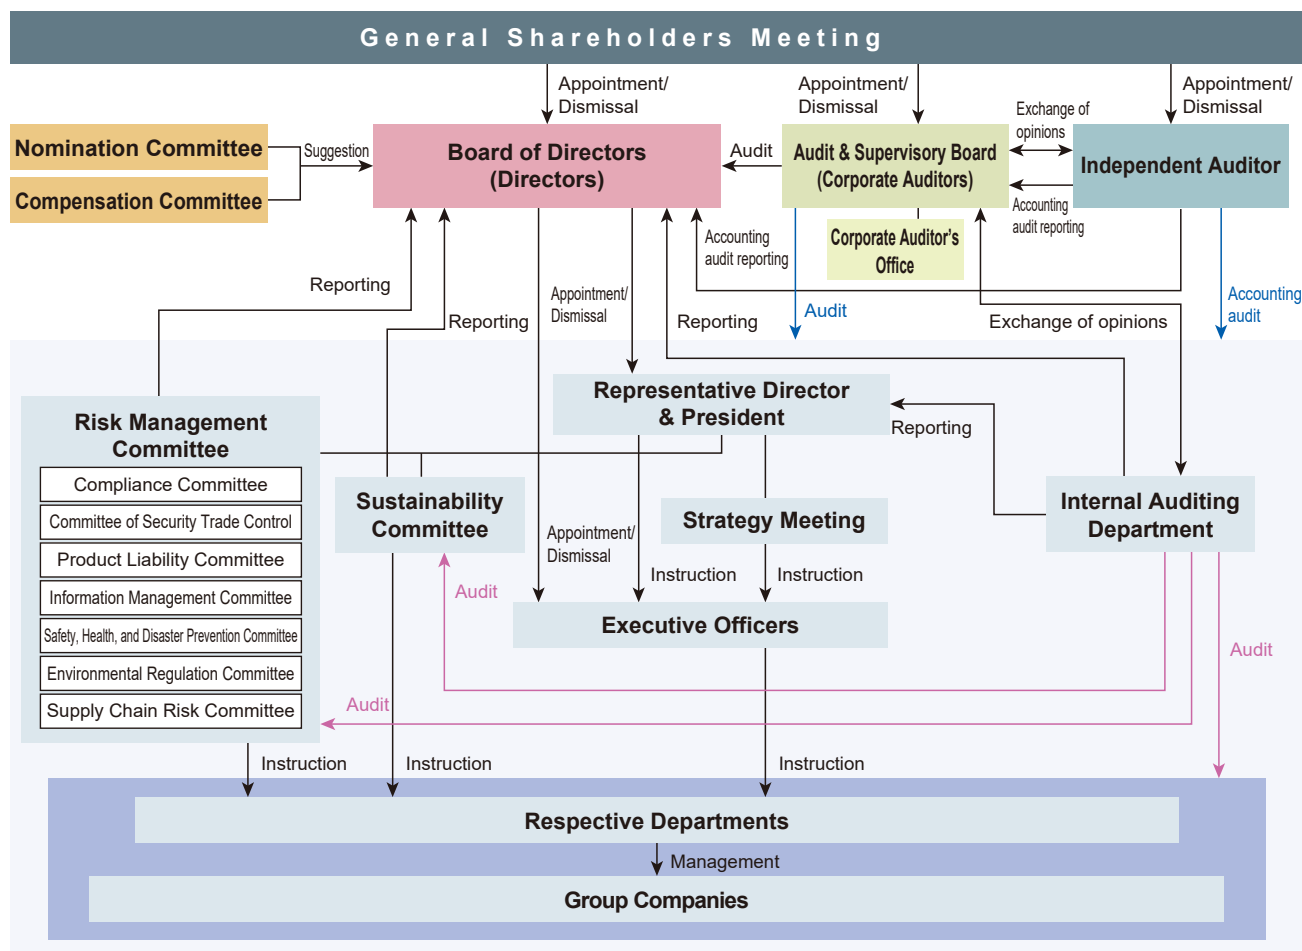 General Shareholders Meeting
Appointment/
Dismissal
Appointment/
Dismissal
Appointment/
Dismissal
Nomination Committee
Compensation Committee
Suggestion
Board of Directors
(Directors)
Audit
Audit & Supervisory Board
(Corporate Auditors)
Exchange of
opinions
Accounting
audit reporting
Independent Auditor
Corporate Auditor's
Office
Reporting
Reporting
Appointment/
Dismissal
Accounting
audit reporting
Reporting
Audit
Exchange of opinions
Accounting
audit
Representative Director
& President
Reporting
Risk Management
Committee
Compliance Committee
Committee of Security Trade Control
Product Liability Committee
Information Management Committee
Safety, Health, and Disaster Prevention Committee
Environmental Regulation Committee
Supply Chain Risk Committee
Sustainability
Committee
Strategy Meeting
Internal Auditing
Department
Appointment/
Dismissal
Instruction
Instruction
Audit
Executive Officers
Audit
Audit
Instruction
Instruction
Instruction
Respective Departments
Management
Group Companies